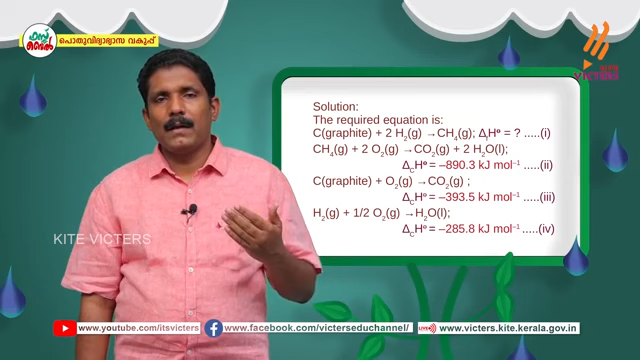 ഫസ്റ്റ് ബെൽ
പൊതുവിദ്യാഭ്യാസ വകുപ്പ്
KITE
VICTERS
Solution:
The required equation is:
C(graphite) + 2 H₂(g) →CH₄(g); ΔfH° = ? .....(i)
CH₄(g) + 2 O₂(g) →CO₂(g) + 2 H₂O(l);
ΔCH° = –890.3 kJ mol⁻¹ .....(ii)
C(graphite) + O₂(g) →CO₂(g) ;
ΔCH° = –393.5 kJ mol⁻¹ .....(iii)
H₂(g) + 1/2 O₂(g) →H₂O(l);
ΔCH° = –285.8 kJ mol⁻¹ .....(iv)
KITE VICTERS
www.youtube.com/itsvicters
www.facebook.com/victerseduchannel/
LIVE
www.victers.kite.kerala.gov.in